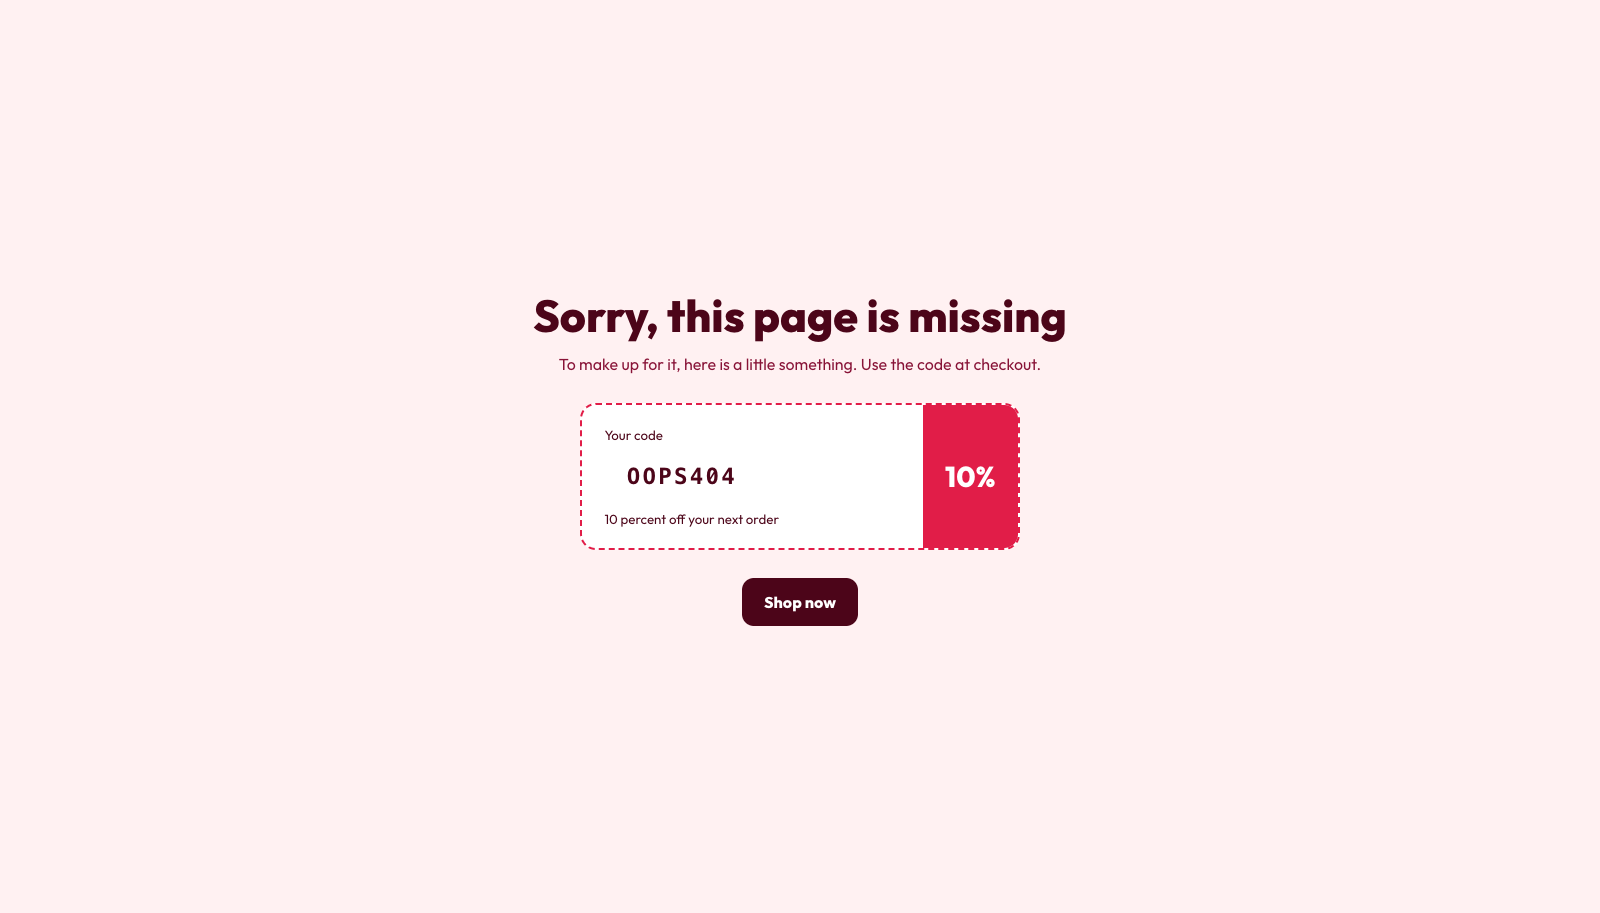 Sorry, this page is missing
To make up for it, here is a little something. Use the code at checkout.
Your code
OOPS404
10 percent off your next order
10%
Shop now